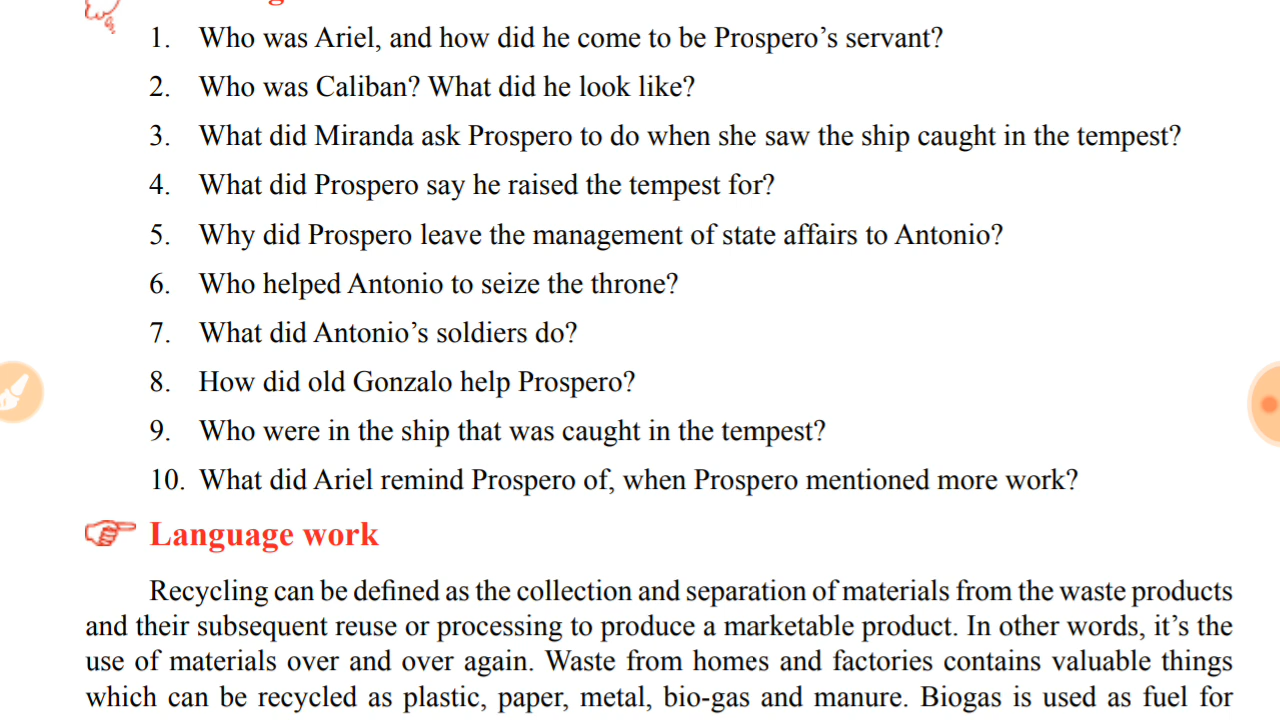 1. Who was Ariel, and how did he come to be Prospero’s servant?
2. Who was Caliban? What did he look like?
3. What did Miranda ask Prospero to do when she saw the ship caught in the tempest?
4. What did Prospero say he raised the tempest for?
5. Why did Prospero leave the management of state affairs to Antonio?
6. Who helped Antonio to seize the throne?
7. What did Antonio’s soldiers do?
8. How did old Gonzalo help Prospero?
9. Who were in the ship that was caught in the tempest?
10. What did Ariel remind Prospero of, when Prospero mentioned more work?
Language work
Recycling can be defined as the collection and separation of materials from the waste products
and their subsequent reuse or processing to produce a marketable product. In other words, it’s the
use of materials over and over again. Waste from homes and factories contains valuable things
which can be recycled as plastic, paper, metal, bio-gas and manure. Biogas is used as fuel for